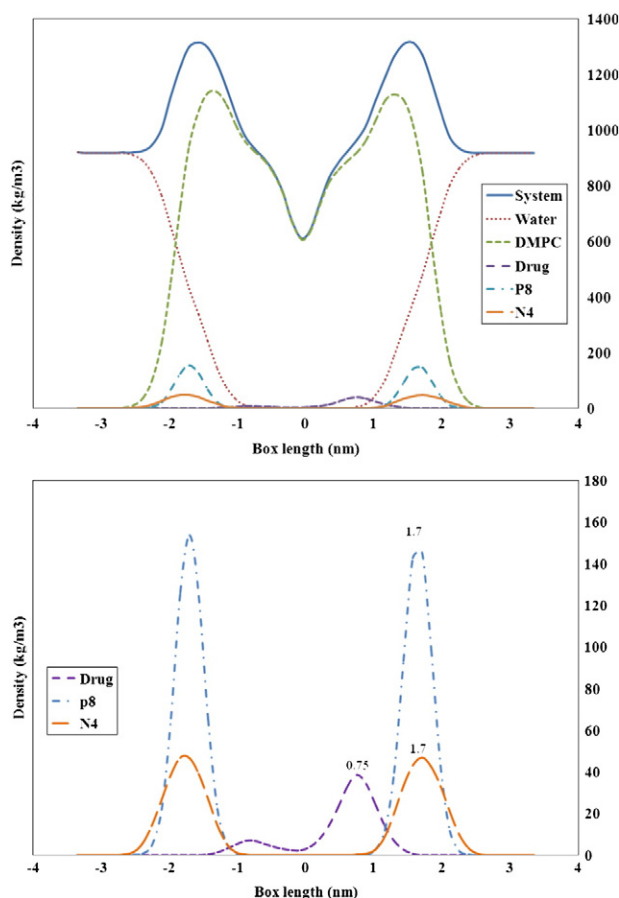 1400
1200
1000
800
600
400
200
0
Density (kg/m3)
System
Water
DMPC
Drug
P8
N4
-4 -3 -2 -1 0 1 2 3 4
Box length (nm)
180
160
140
120
100
80
60
40
20
0
Density (kg/m3)
1.7
0.75
1.7
Drug
p8
N4
-4 -3 -2 -1 0 1 2 3 4
Box length (nm)